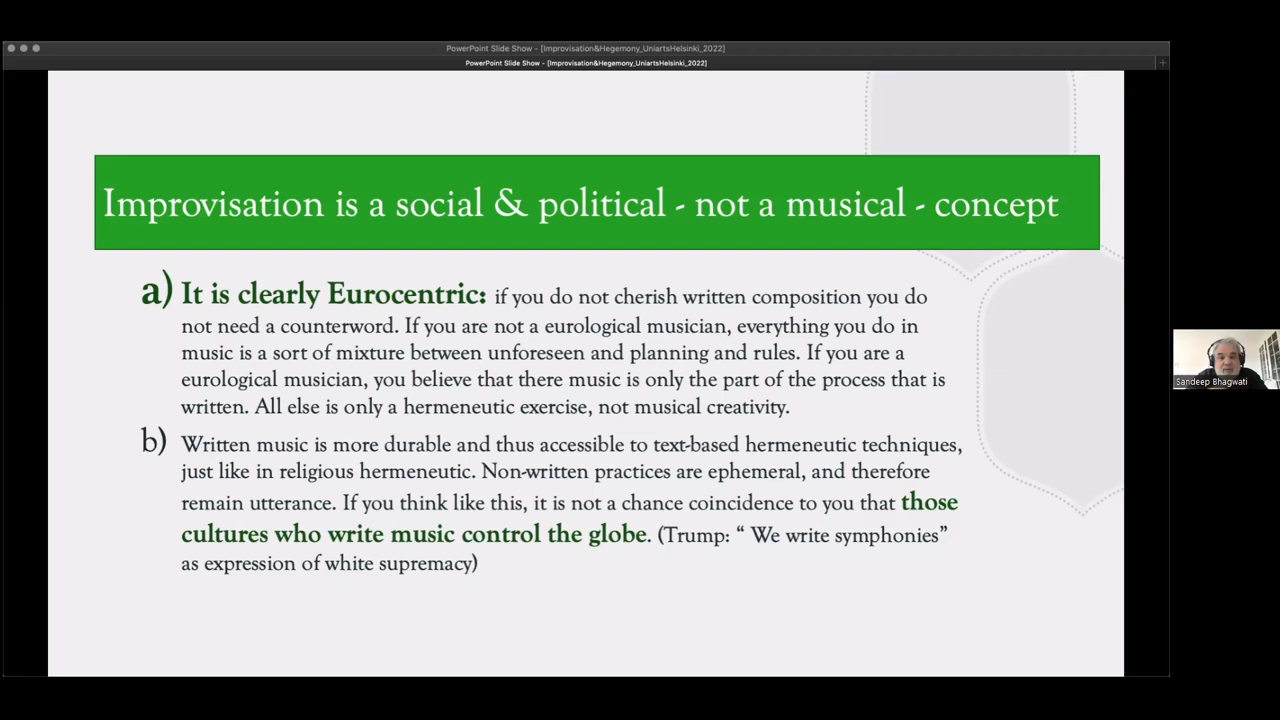 PowerPoint Slide Show - [Improvisation&Hegemony_UniartsHelsinki_2022]
PowerPoint Slide Show - [Improvisation&Hegemony_UniartsHelsinki_2022]
Improvisation is a social & political - not a musical - concept
a) It is clearly Eurocentric: if you do not cherish written composition you do
not need a counterword. If you are not a eurological musician, everything you do in
music is a sort of mixture between unforeseen and planning and rules. If you are a
eurological musician, you believe that there music is only the part of the process that is
written. All else is only a hermeneutic exercise, not musical creativity.
b) Written music is more durable and thus accessible to text-based hermeneutic techniques,
just like in religious hermeneutic. Non-written practices are ephemeral, and therefore
remain utterance. If you think like this, it is not a chance coincidence to you that those
cultures who write music control the globe. (Trump: “ We write symphonies”
as expression of white supremacy)
Sandeep Bhagwati